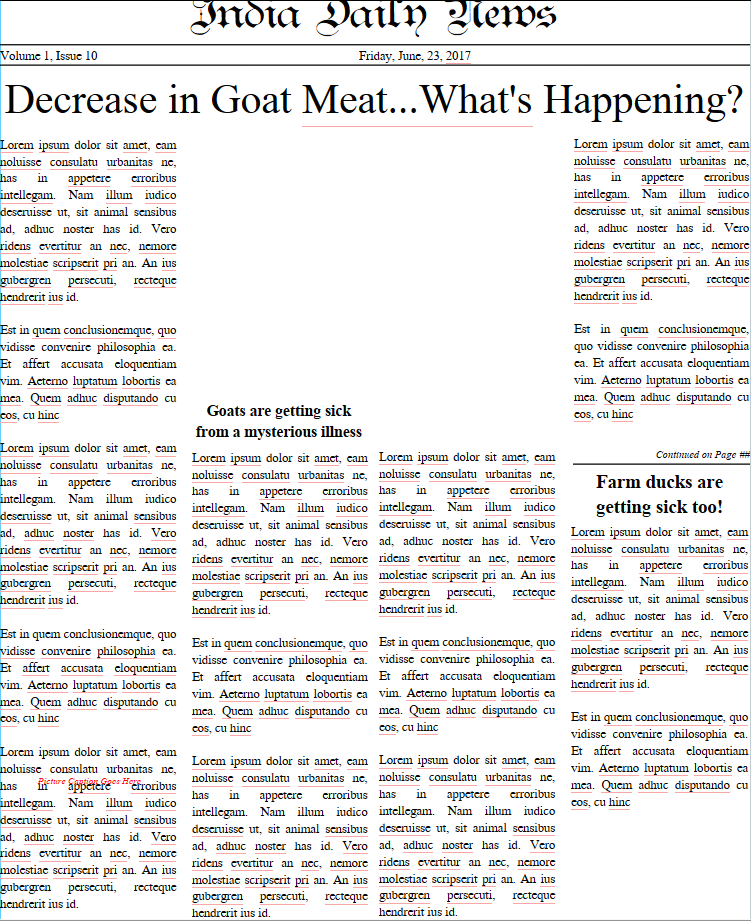 India Daily News
Volume 1, Issue 10
Friday, June, 23, 2017
Decrease in Goat Meat...What's Happening?
Lorem ipsum dolor sit amet, eam
noluisse consulatu urbanitas ne,
has in appetere erroribus
intellegam. Nam illum iudico
deseruisse ut, sit animal sensibus
ad, adhuc noster has id. Vero
ridens evertitur an nec, nemore
molestiae scripserit pri an. An ius
gubergren persecuti, recteque
hendrerit ius id.
Est in quem conclusionemque, quo
vidisse convenire philosophia ea.
Et affert accusata eloquentiam
vim. Aeterno luptatum lobortis ea
mea. Quem adhuc disputando cu
eos, cu hinc
Lorem ipsum dolor sit amet, eam
noluisse consulatu urbanitas ne,
has in appetere erroribus
intellegam. Nam illum iudico
deseruisse ut, sit animal sensibus
ad, adhuc noster has id. Vero
ridens evertitur an nec, nemore
molestiae scripserit pri an. An ius
gubergren persecuti, recteque
hendrerit ius id.
Est in quem conclusionemque, quo
vidisse convenire philosophia ea.
Et affert accusata eloquentiam
vim. Aeterno luptatum lobortis ea
mea. Quem adhuc disputando cu
eos, cu hinc
Lorem ipsum dolor sit amet, eam
noluisse consulatu urbanitas ne,
Picture Caption Goes Here
has in appetere erroribus
intellegam. Nam illum iudico
deseruisse ut, sit animal sensibus
ad, adhuc noster has id. Vero
ridens evertitur an nec, nemore
molestiae scripserit pri an. An ius
gubergren persecuti, recteque
hendrerit ius id.
Goats are getting sick
from a mysterious illness
Lorem ipsum dolor sit amet, eam
noluisse consulatu urbanitas ne,
has in appetere erroribus
intellegam. Nam illum iudico
deseruisse ut, sit animal sensibus
ad, adhuc noster has id. Vero
ridens evertitur an nec, nemore
molestiae scripserit pri an. An ius
gubergren persecuti, recteque
hendrerit ius id.
Est in quem conclusionemque, quo
vidisse convenire philosophia ea.
Et affert accusata eloquentiam
vim. Aeterno luptatum lobortis ea
mea. Quem adhuc disputando cu
eos, cu hinc
Lorem ipsum dolor sit amet, eam
noluisse consulatu urbanitas ne,
has in appetere erroribus
intellegam. Nam illum iudico
deseruisse ut, sit animal sensibus
ad, adhuc noster has id. Vero
ridens evertitur an nec, nemore
molestiae scripserit pri an. An ius
gubergren persecuti, recteque
hendrerit ius id.
Lorem ipsum dolor sit amet, eam
noluisse consulatu urbanitas ne,
has in appetere erroribus
intellegam. Nam illum iudico
deseruisse ut, sit animal sensibus
ad, adhuc noster has id. Vero
ridens evertitur an nec, nemore
molestiae scripserit pri an. An ius
gubergren persecuti, recteque
hendrerit ius id.
Est in quem conclusionemque, quo
vidisse convenire philosophia ea.
Et affert accusata eloquentiam
vim. Aeterno luptatum lobortis ea
mea. Quem adhuc disputando cu
eos, cu hinc
Lorem ipsum dolor sit amet, eam
noluisse consulatu urbanitas ne,
has in appetere erroribus
intellegam. Nam illum iudico
deseruisse ut, sit animal sensibus
ad, adhuc noster has id. Vero
ridens evertitur an nec, nemore
molestiae scripserit pri an. An ius
gubergren persecuti, recteque
hendrerit ius id.
Lorem ipsum dolor sit amet, eam
noluisse consulatu urbanitas ne,
has in appetere erroribus
intellegam. Nam illum iudico
deseruisse ut, sit animal sensibus
ad, adhuc noster has id. Vero
ridens evertitur an nec, nemore
molestiae scripserit pri an. An ius
gubergren persecuti, recteque
hendrerit ius id.
Est in quem conclusionemque,
quo vidisse convenire philosophia
ea. Et affert accusata eloquentiam
vim. Aeterno luptatum lobortis ea
mea. Quem adhuc disputando cu
eos, cu hinc
Continued on Page ##
Farm ducks are
getting sick too!
Lorem ipsum dolor sit amet, eam
noluisse consulatu urbanitas ne,
has in appetere erroribus
intellegam. Nam illum iudico
deseruisse ut, sit animal sensibus
ad, adhuc noster has id. Vero
ridens evertitur an nec, nemore
molestiae scripserit pri an. An ius
gubergren persecuti, recteque
hendrerit ius id.
Est in quem conclusionemque, quo
vidisse convenire philosophia ea.
Et affert accusata eloquentiam
vim. Aeterno luptatum lobortis ea
mea. Quem adhuc disputando cu
eos, cu hinc